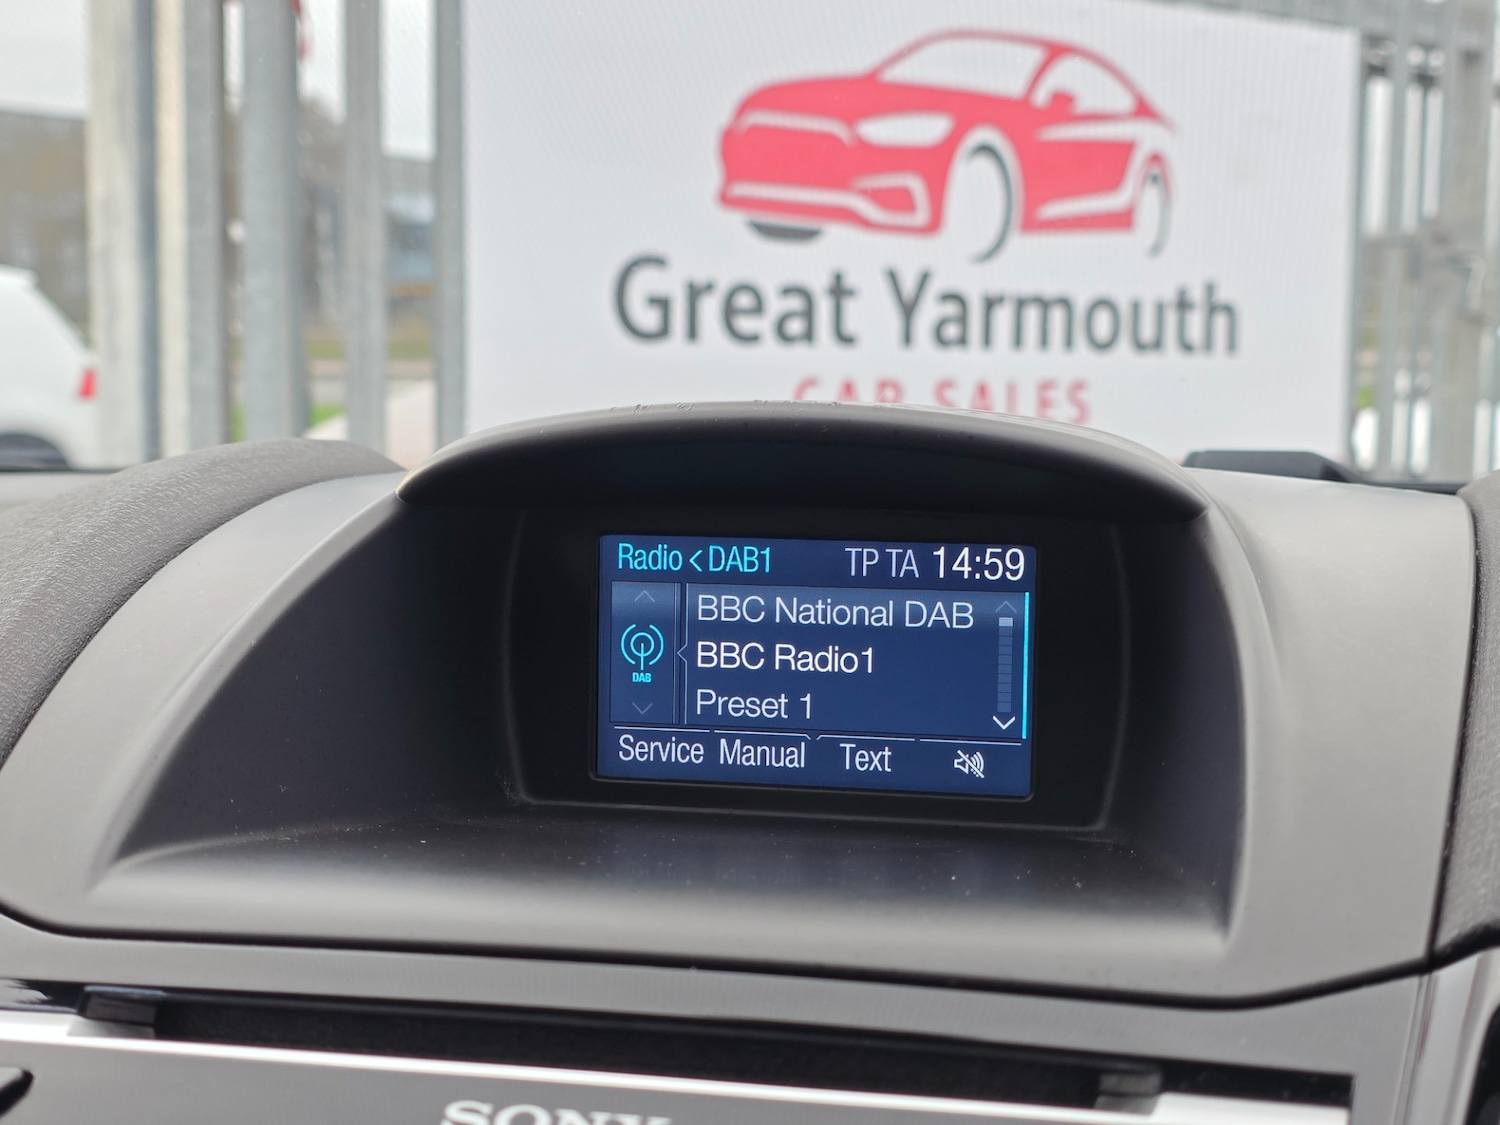 Great Yarmouth
CAR SALES
Radio < DAB1 TP TA 14:59
BBC National DAB
BBC Radio1
DAB
Preset 1
Service Manual Text
SONY